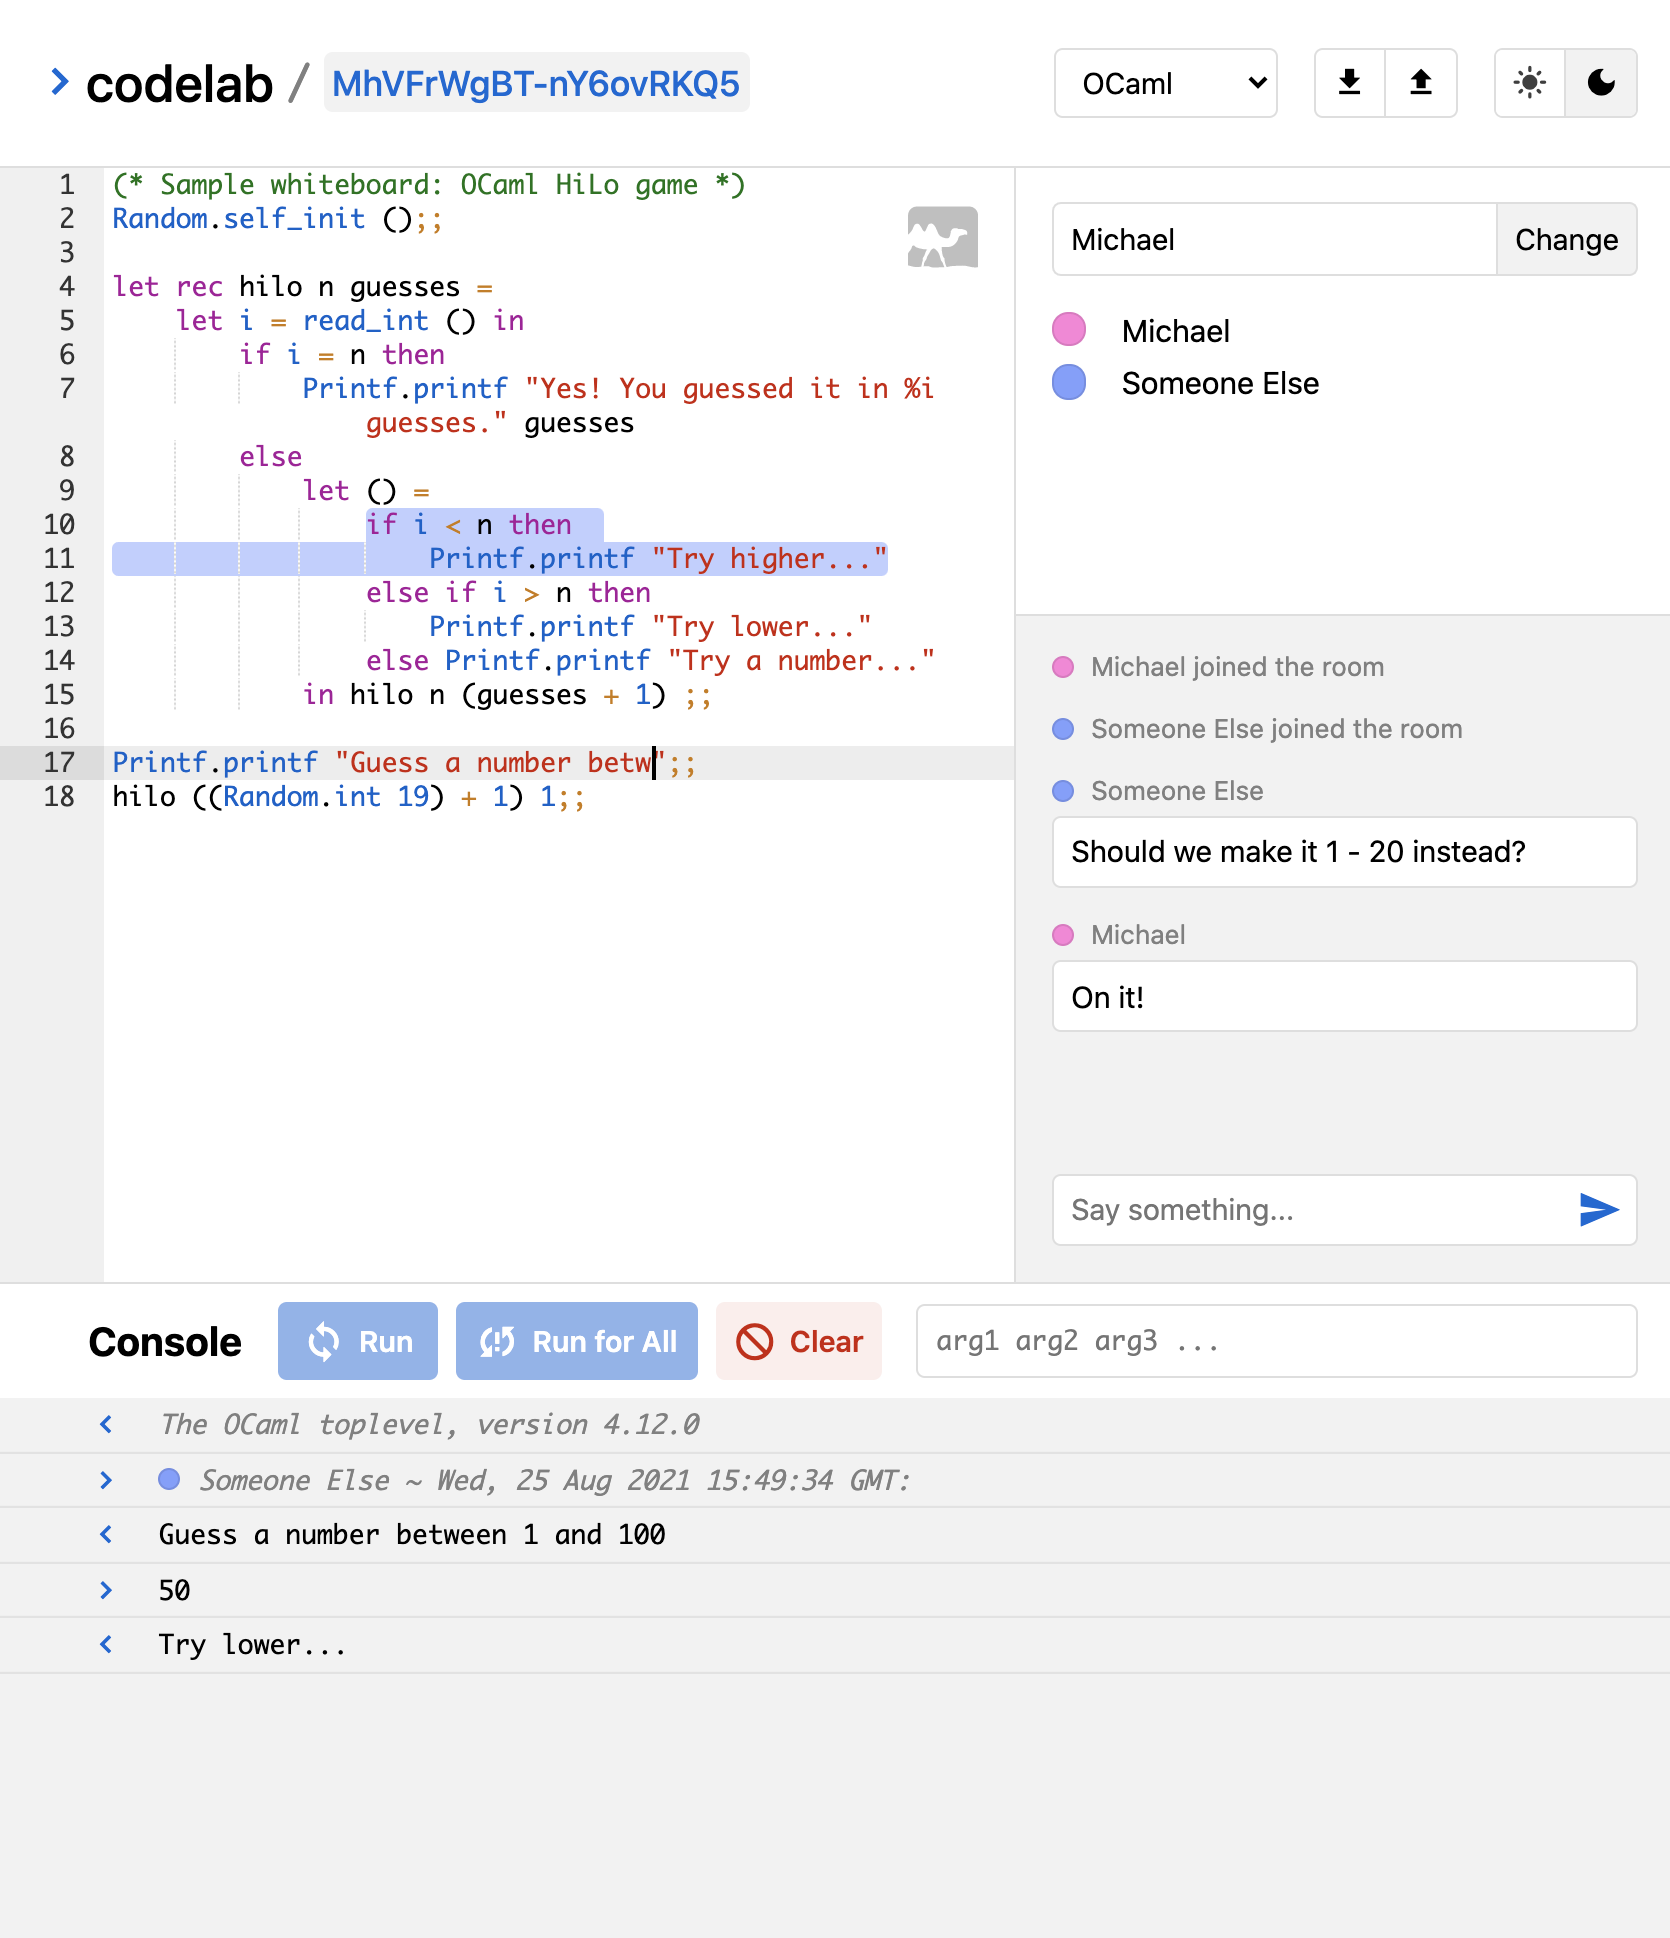 codelab / MhVFrWgBT-nY6ovRKQ5
OCaml
1 (* Sample whiteboard: OCaml HiLo game *)
2 Random.self_init ();;
3
4 let rec hilo n guesses =
5 let i = read_int () in
6 if i = n then
7 Printf.printf "Yes! You guessed it in %i
guesses." guesses
8 else
9 let () =
10 if i < n then
11 Printf.printf "Try higher..."
12 else if i > n then
13 Printf.printf "Try lower..."
14 else Printf.printf "Try a number..."
15 in hilo n (guesses + 1) ;;
16
17 Printf.printf "Guess a number betw";;
18 hilo ((Random.int 19) + 1) 1;;
Michael
Change
Michael
Someone Else
Michael joined the room
Someone Else joined the room
Someone Else
Should we make it 1 - 20 instead?
Michael
On it!
Say something...
Console
Run
Run for All
Clear
arg1 arg2 arg3 ...
The OCaml toplevel, version 4.12.0
Someone Else ~ Wed, 25 Aug 2021 15:49:34 GMT:
Guess a number between 1 and 100
50
Try lower...